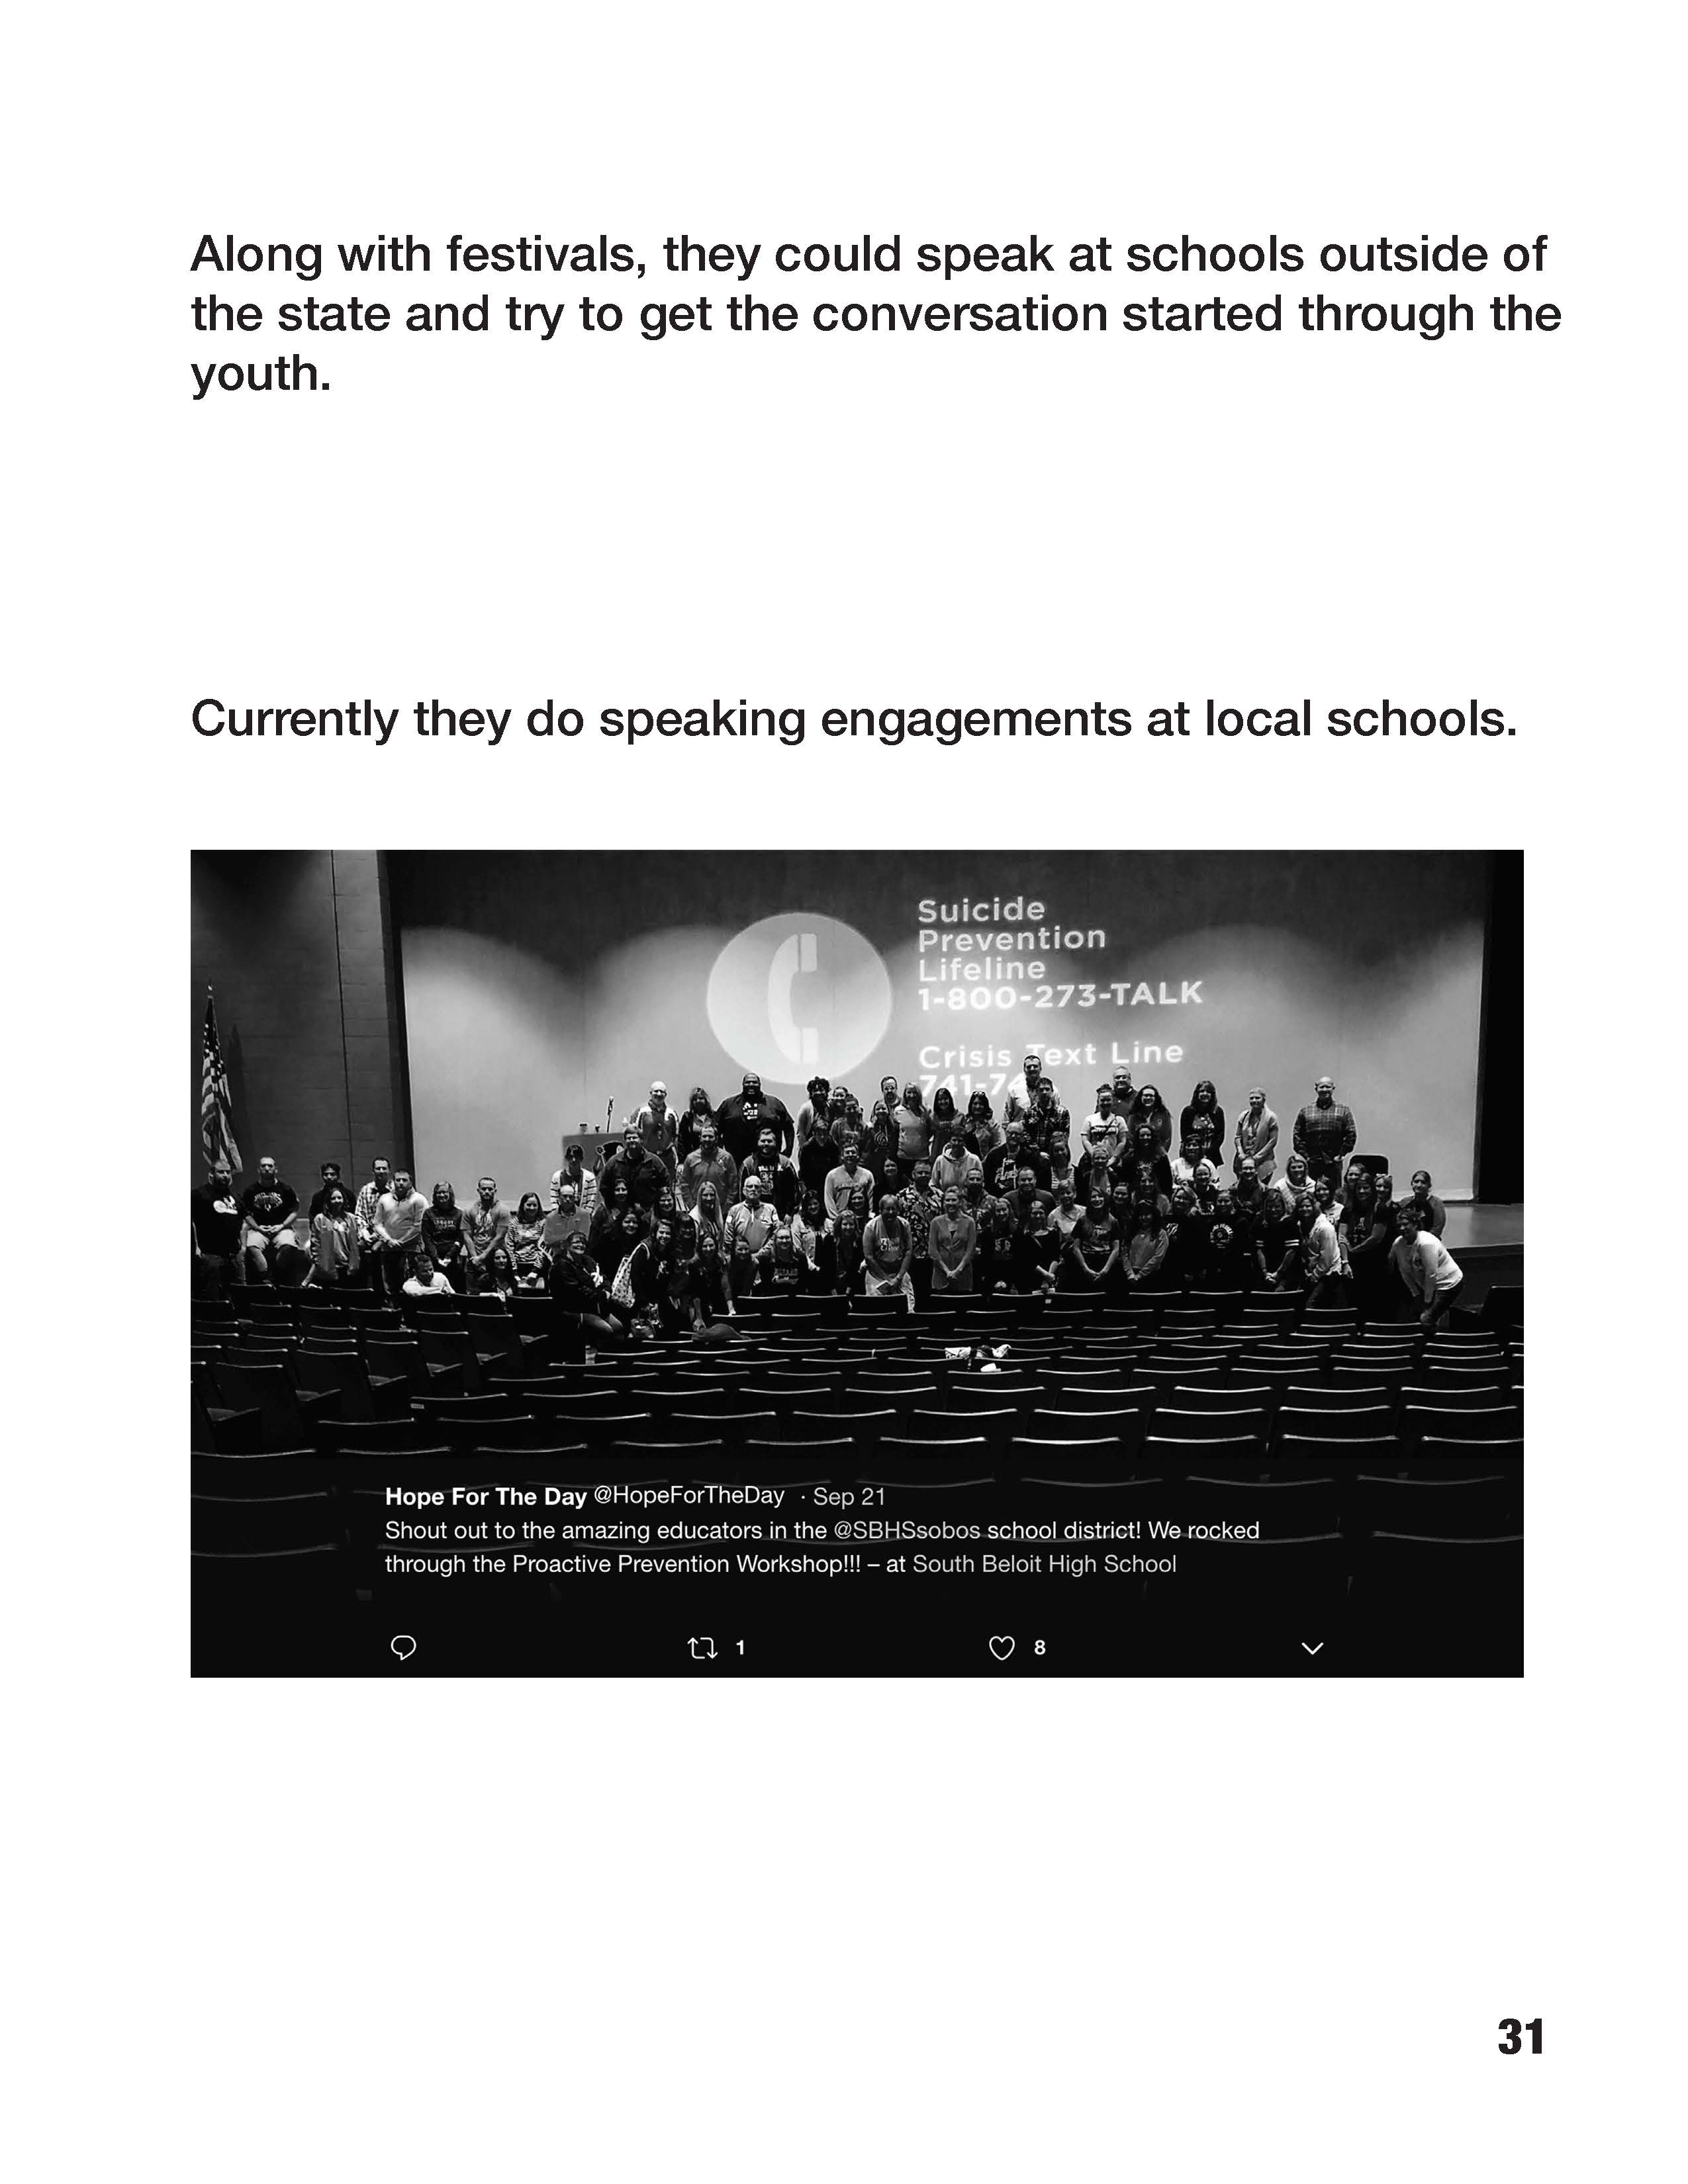 Along with festivals, they could speak at schools outside of
the state and try to get the conversation started through the
youth.
Currently they do speaking engagements at local schools.
Suicide
Prevention
Lifeline
1-800-273-TALK
Crisis Text Line
Hope For The Day @HopeForTheDay · Sep 21
Shout out to the amazing educators in the @SBHSsobos school district! We rocked
through the Proactive Prevention Workshop!!! – at South Beloit High School
1
8
31